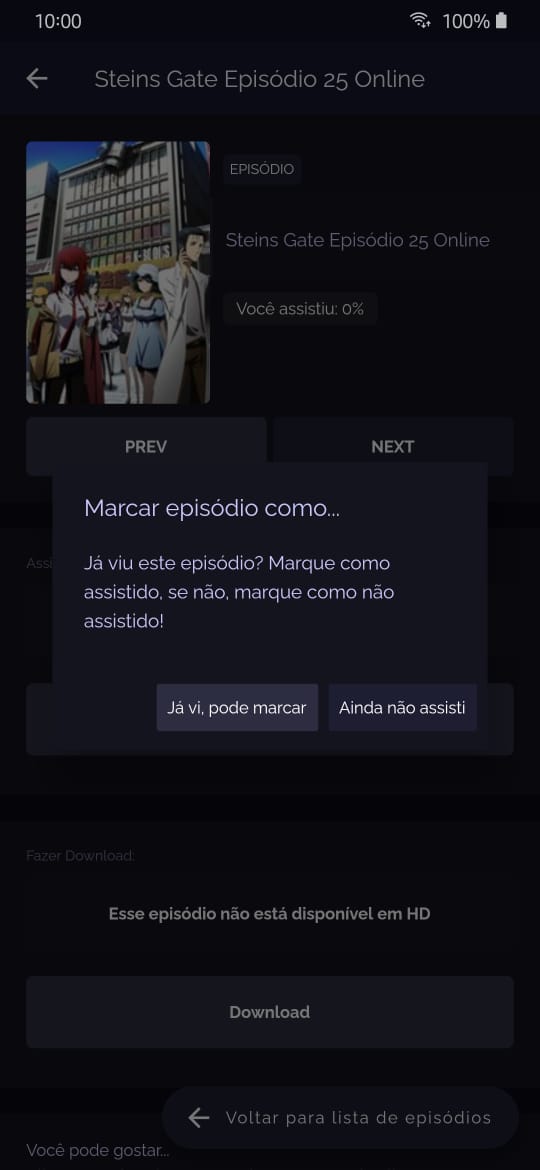 10:00
100%
Steins Gate Episódio 25 Online
EPISÓDIO
Steins Gate Episódio 25 Online
Você assistiu: 0%
PREV
NEXT
Marcar episódio como...
Assi
Já viu este episódio? Marque como
assistido, se não, marque como não
assistido!
Já vi, pode marcar
Ainda não assisti
Fazer Download:
Esse episódio não está disponível em HD
Download
Voltar para lista de episódios
Você pode gostar...